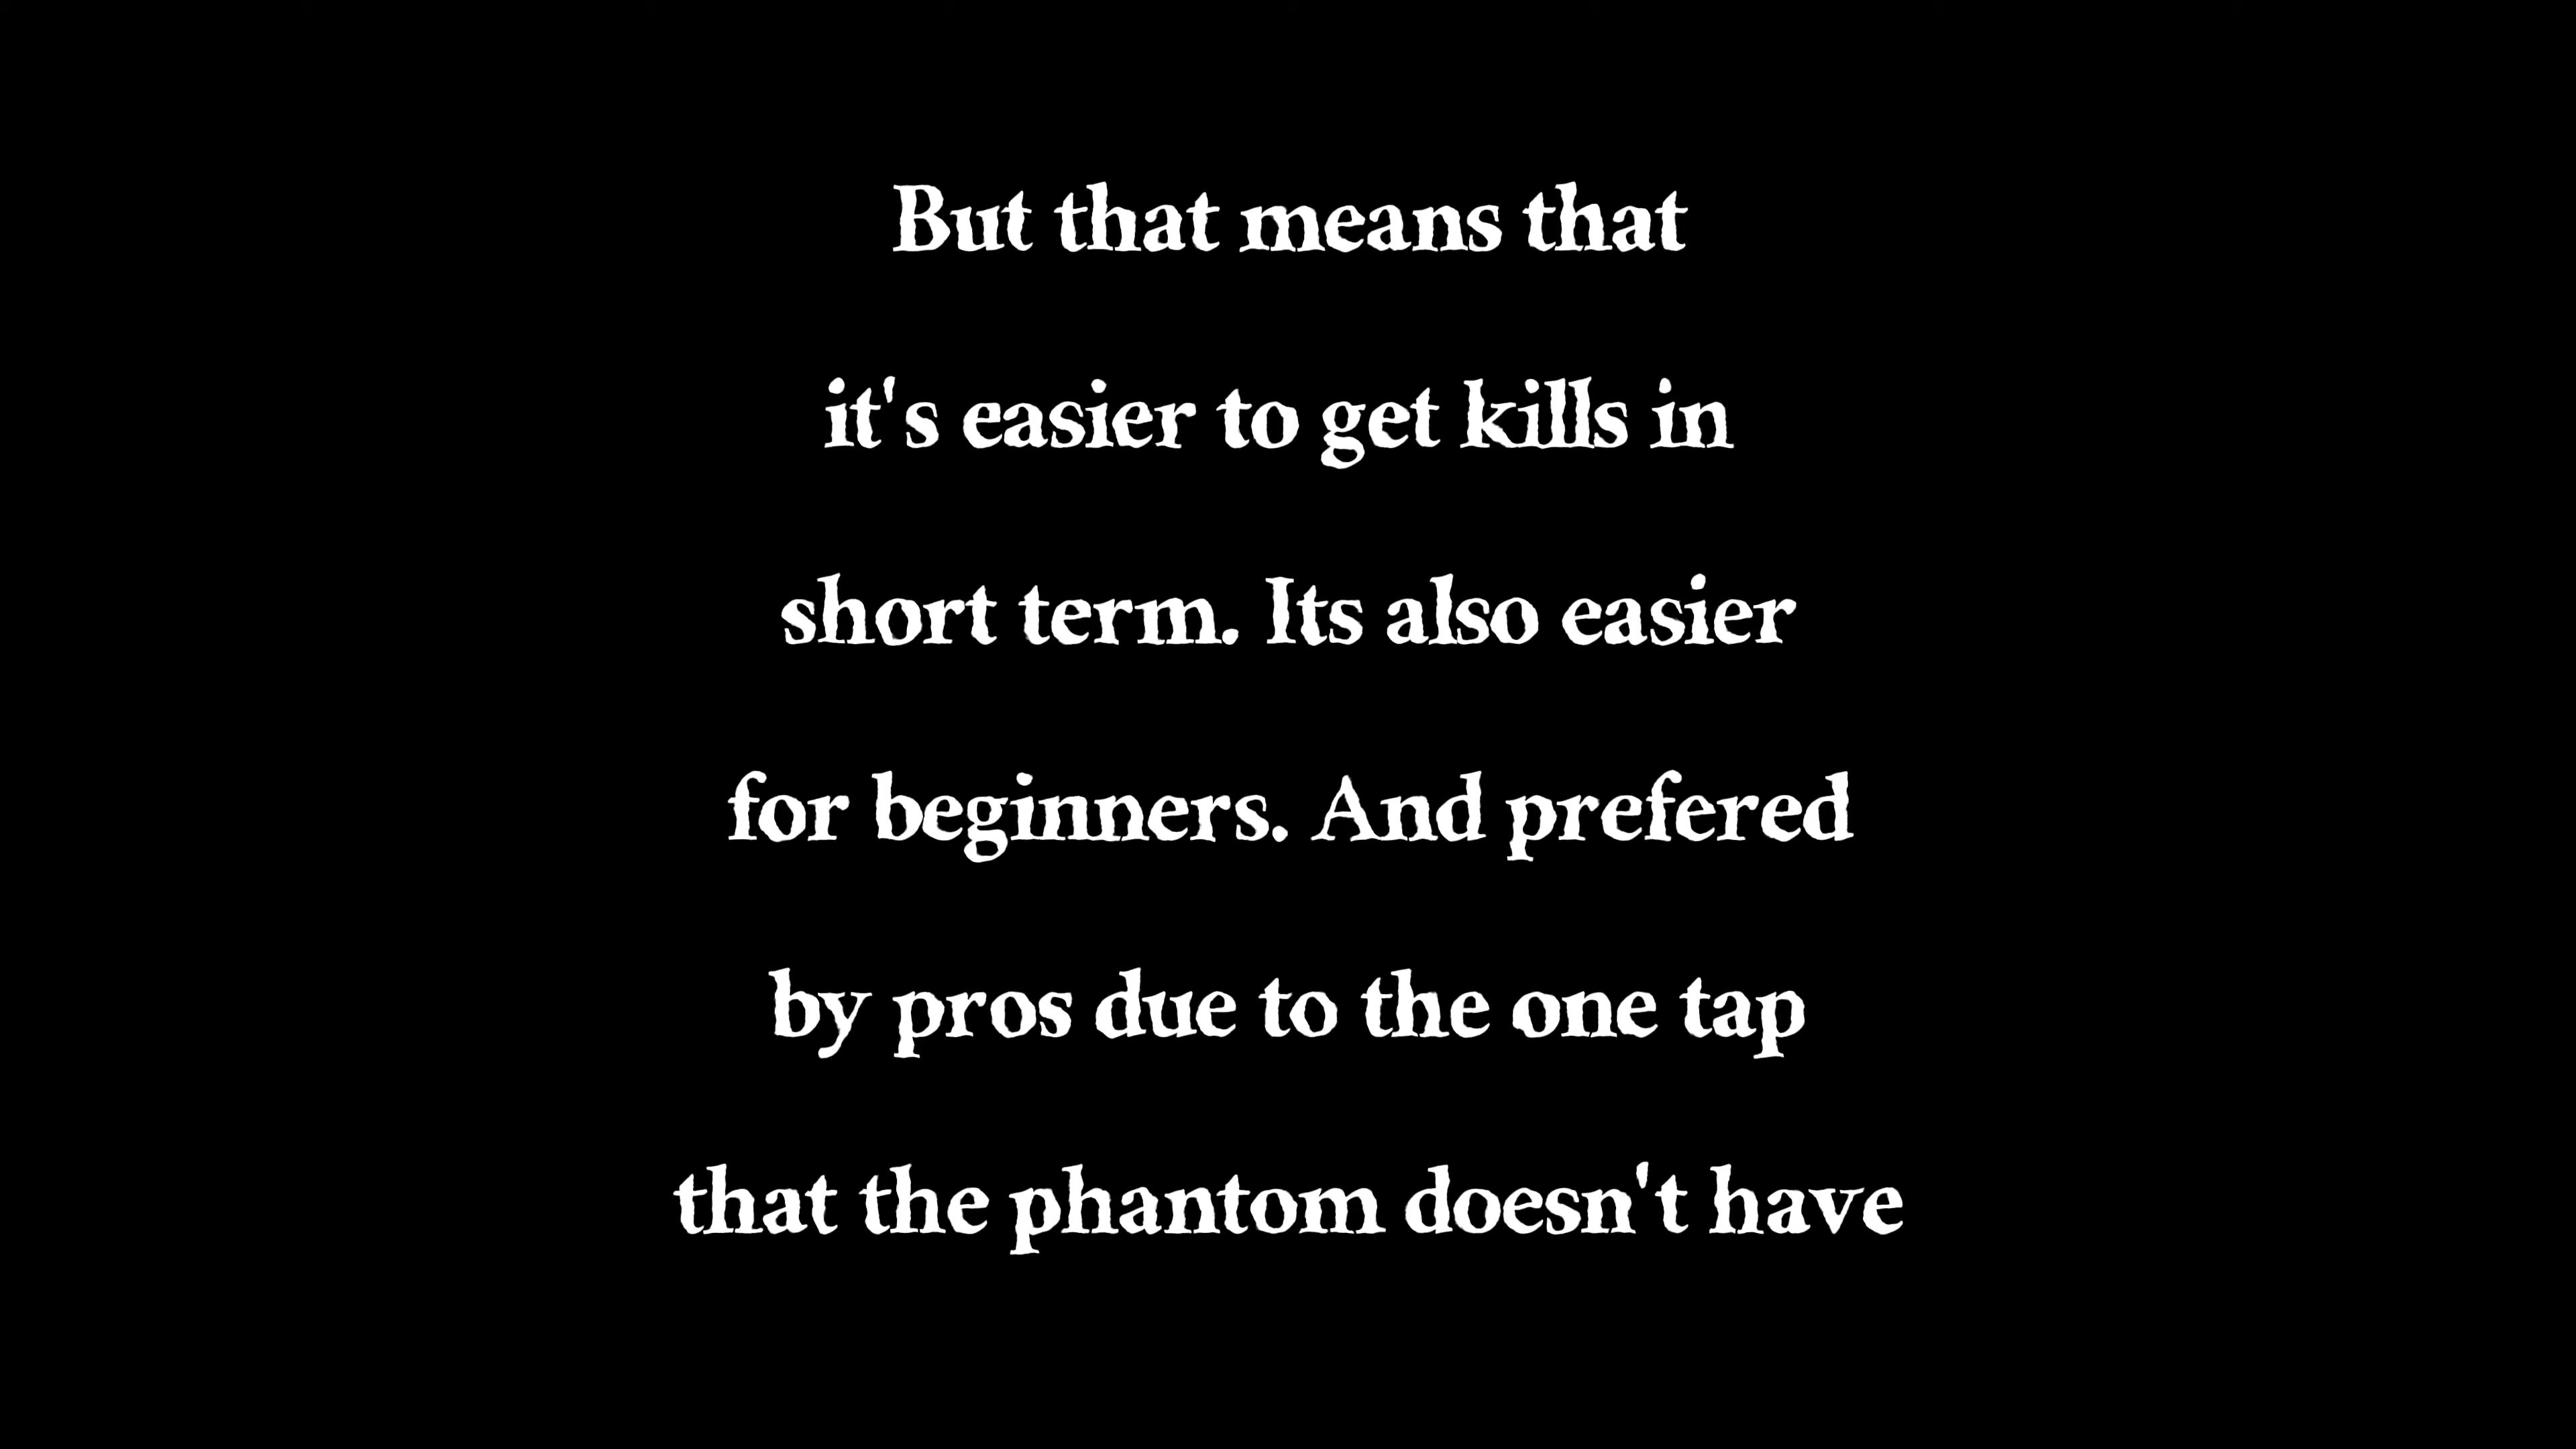 But that means that
it's easier to get kills in
short term. Its also easier
for beginners. And prefered
by pros due to the one tap
that the phantom doesn't have